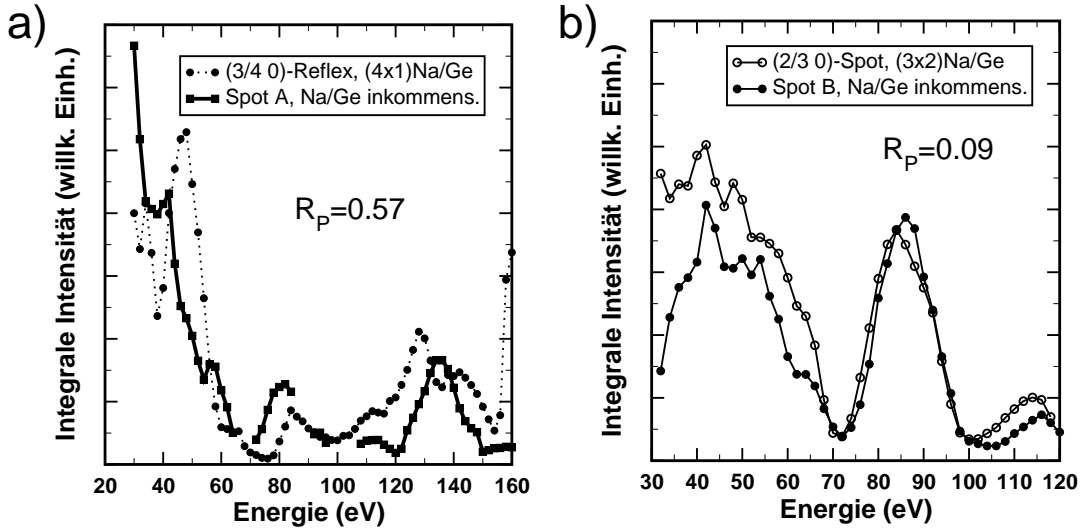 a)
(3/4 0)-Reflex, (4x1)Na/Ge
Spot A, Na/Ge inkommens.
R_P=0.57
Integrale Intensität (willk. Einh.)
20 40 60 80 100 120 140 160
Energie (eV)
b)
(2/3 0)-Spot, (3x2)Na/Ge
Spot B, Na/Ge inkommens.
R_P=0.09
Integrale Intensität (willk. Einh.)
30 40 50 60 70 80 90 100 110 120
Energie (eV)